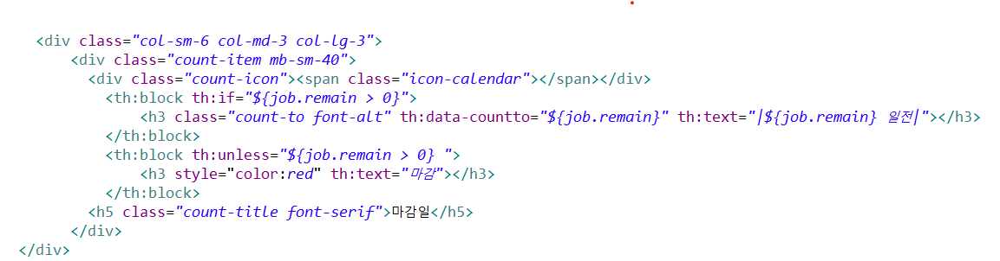 <div class="col-sm-6 col-md-3 col-lg-3">
<div class="count-item mb-sm-40">
<div class="count-icon"><span class="icon-calendar"></span></div>
<th:block th:if="${job.remain > 0}">
<h3 class="count-to font-alt" th:data-countto="${job.remain}" th:text="|${job.remain} 일전|"></h3>
</th:block>
<th:block th:unless="${job.remain > 0} ">
<h3 style="color:red" th:text="마감"></h3>
</th:block>
<h5 class="count-title font-serif">마감일</h5>
</div>
</div>